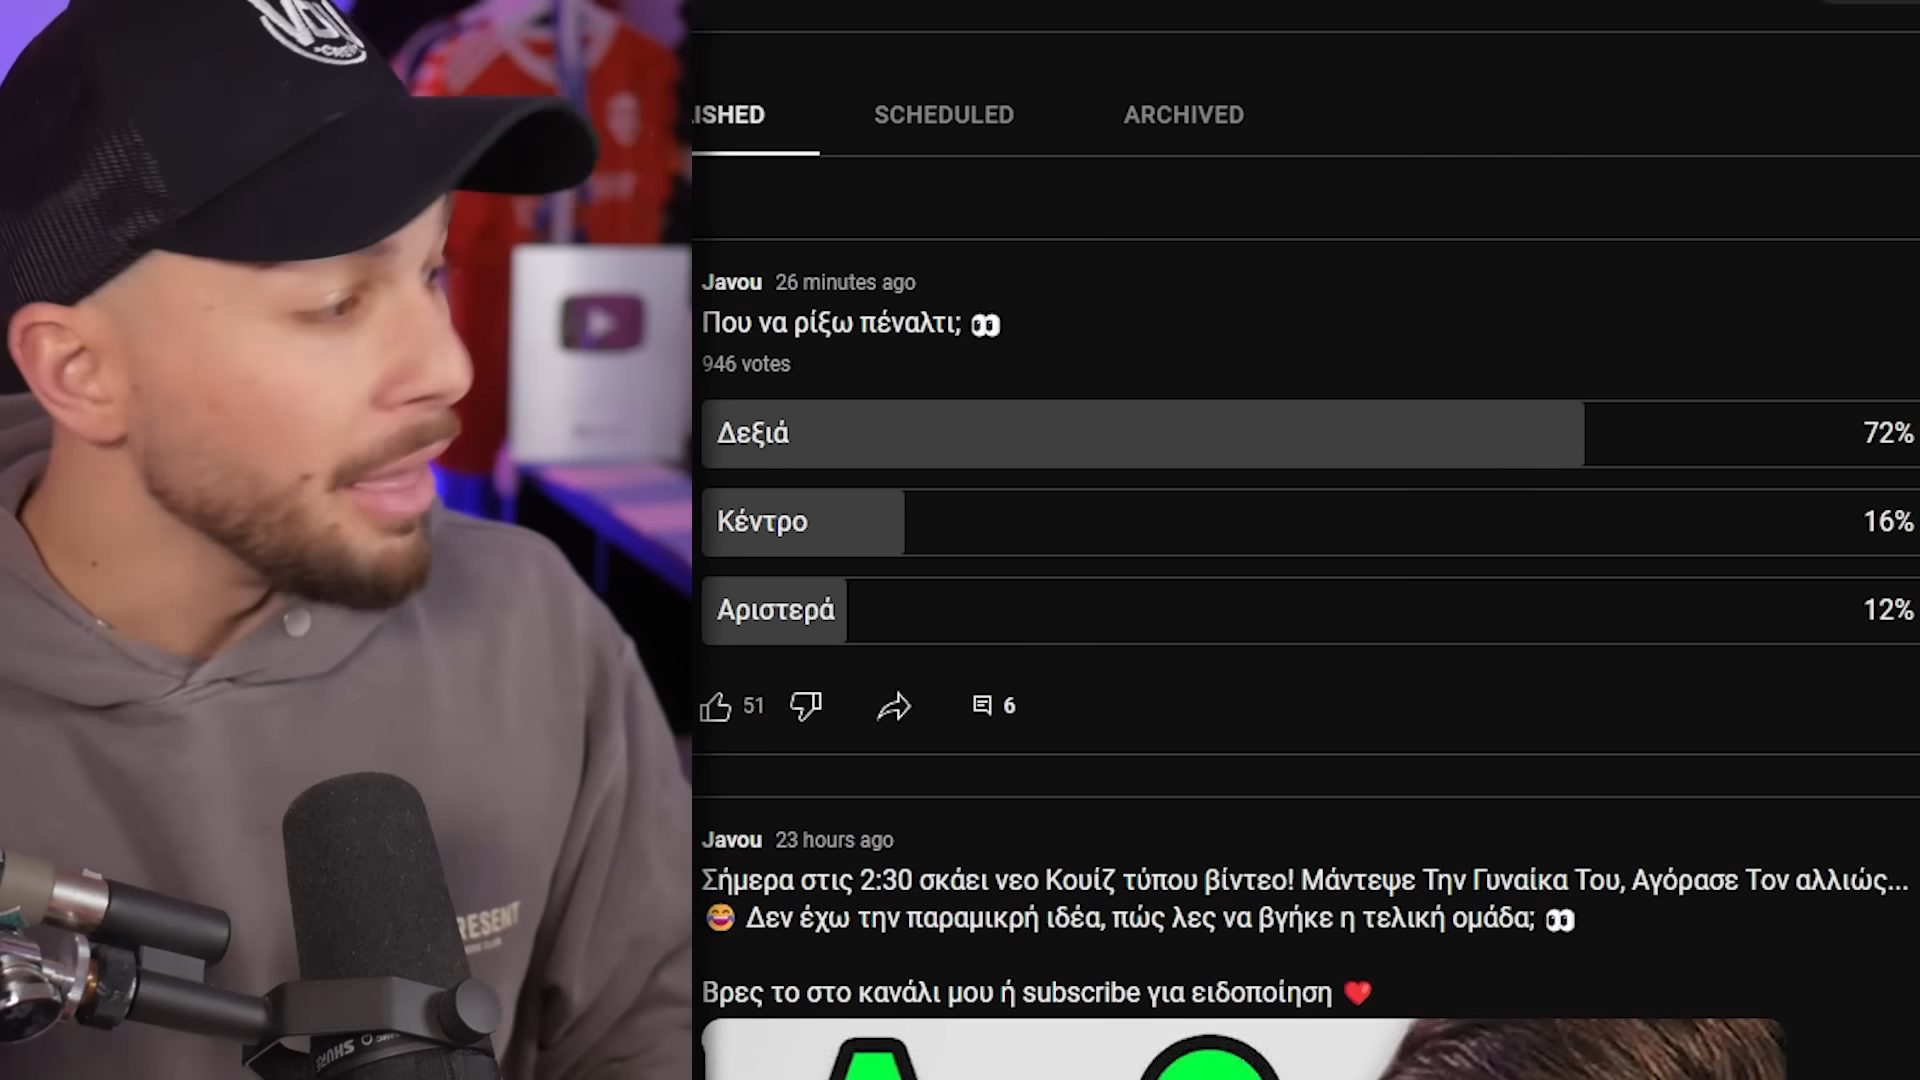 ISHED
SCHEDULED
ARCHIVED
Javou 26 minutes ago
Που να ρίξω πέναλτι; 👀
946 votes
Δεξιά 72%
Κέντρο 16%
Αριστερά 12%
51
6
Javou 23 hours ago
Σήμερα στις 2:30 σκάει νεο Κουίζ τύπου βίντεο! Μάντεψε Την Γυναίκα Του, Αγόρασε Τον αλλιώς...
😂 Δεν έχω την παραμικρή ιδέα, πώς λες να βγήκε η τελική ομάδα; 👀
Βρες το στο κανάλι μου ή subscribe για ειδοποίηση ❤️
CREW
RESENT
SHURE